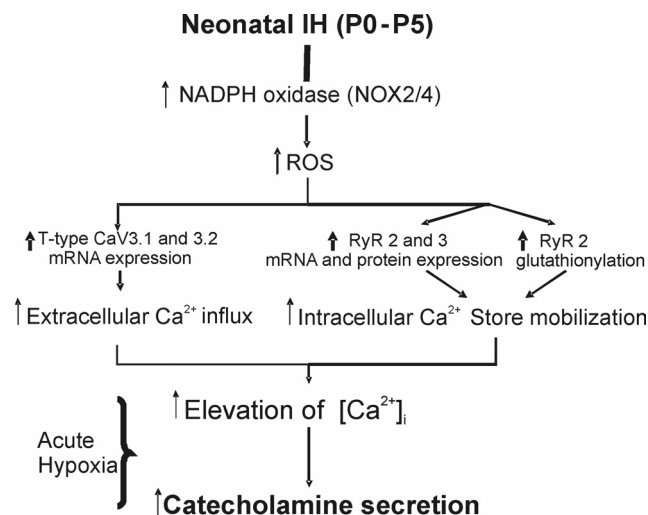 Neonatal IH (P0-P5)
↑ NADPH oxidase (NOX2/4)
↑ROS
↑T-type CaV3.1 and 3.2
mRNA expression
↑ RyR 2 and 3
mRNA and protein expression
↑ RyR 2
glutathionylation
↑Extracellular Ca²⁺ influx
↑Intracellular Ca²⁺ Store mobilization
↑Elevation of [Ca²⁺]ᵢ
Acute
Hypoxia
↑Catecholamine secretion